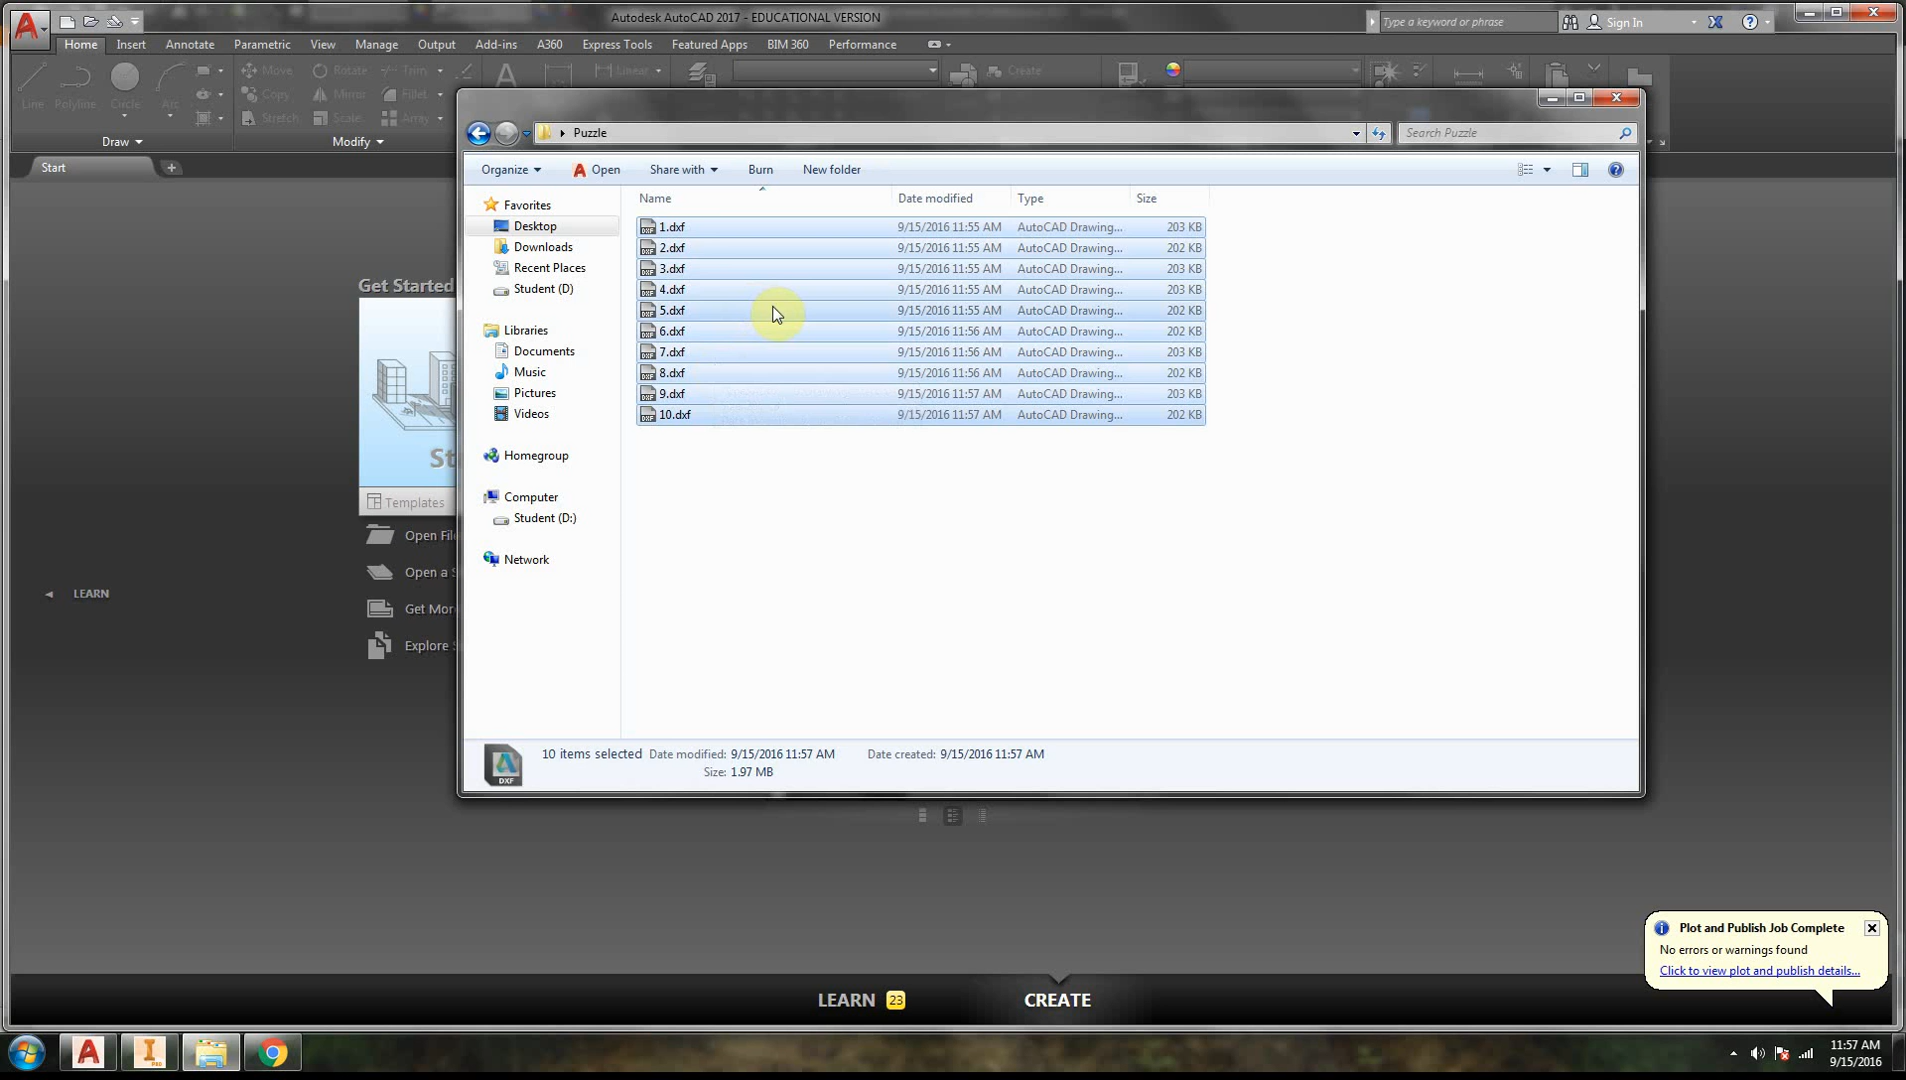 Autodesk AutoCAD 2017 - EDUCATIONAL VERSION
Type a keyword or phrase
Sign In
Home Insert Annotate Parametric View Manage Output Add-ins A360 Express Tools Featured Apps BIM 360 Performance
Line Polyline Circle Arc
Move Rotate Trim
Copy Mirror Fillet
Stretch Scale Array
Linear
Create
Draw
Modify
Start
Puzzle
Search Puzzle
Organize Open Share with Burn New folder
Name Date modified Type Size
Favorites
Desktop
Downloads
Recent Places
Student (D)
Libraries
Documents
Music
Pictures
Videos
Homegroup
Computer
Student (D:)
Network
1.dxf 9/15/2016 11:55 AM AutoCAD Drawing... 203 KB
2.dxf 9/15/2016 11:55 AM AutoCAD Drawing... 202 KB
3.dxf 9/15/2016 11:55 AM AutoCAD Drawing... 203 KB
4.dxf 9/15/2016 11:55 AM AutoCAD Drawing... 203 KB
5.dxf 9/15/2016 11:55 AM AutoCAD Drawing... 202 KB
6.dxf 9/15/2016 11:56 AM AutoCAD Drawing... 202 KB
7.dxf 9/15/2016 11:56 AM AutoCAD Drawing... 203 KB
8.dxf 9/15/2016 11:56 AM AutoCAD Drawing... 202 KB
9.dxf 9/15/2016 11:57 AM AutoCAD Drawing... 203 KB
10.dxf 9/15/2016 11:57 AM AutoCAD Drawing... 202 KB
Get Started
St
Templates
Open Fil
Open a S
Get Mor
Explore S
LEARN
DXF
10 items selected Date modified: 9/15/2016 11:57 AM Date created: 9/15/2016 11:57 AM
Size: 1.97 MB
Plot and Publish Job Complete
No errors or warnings found
Click to view plot and publish details...
LEARN 23
CREATE
11:57 AM
9/15/2016